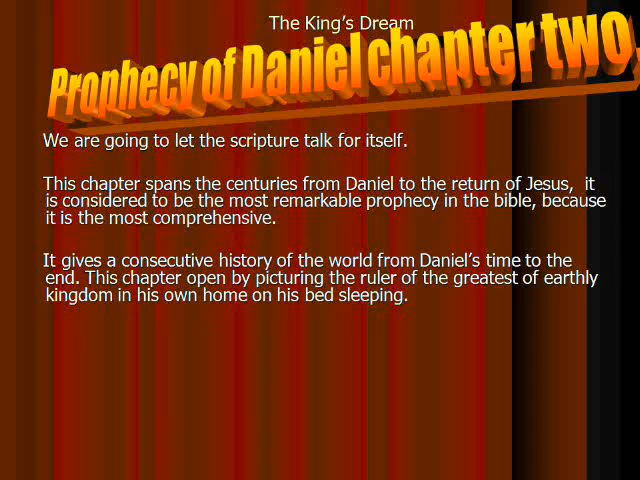 The King’s Dream
Prophecy of Daniel chapter two,
We are going to let the scripture talk for itself.
This chapter spans the centuries from Daniel to the return of Jesus,  it
is considered to be the most remarkable prophecy in the bible, because
it is the most comprehensive.
It gives a consecutive history of the world from Daniel’s time to the
end. This chapter open by picturing the ruler of the greatest of earthly
kingdom in his own home on his bed sleeping.